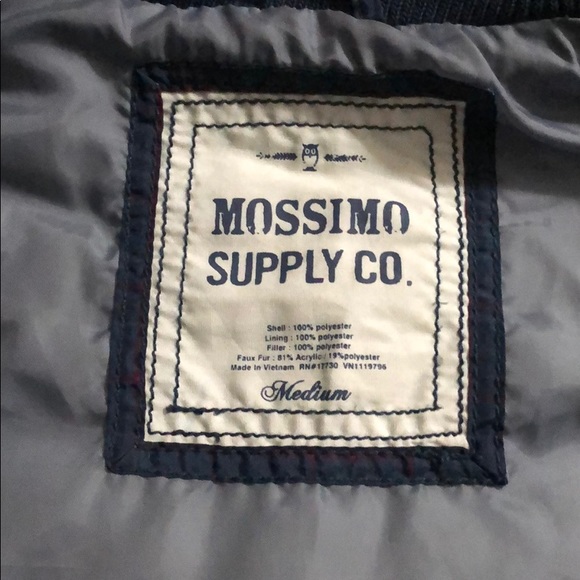 MOSSIMO
SUPPLY CO.
Shell : 100% polyester
Lining : 100% polyester
Filler : 100% polyester
Faux Fur : 81% Acrylic : 19%polyester
Made In Vietnam RN#17730 VN1119796
Medium